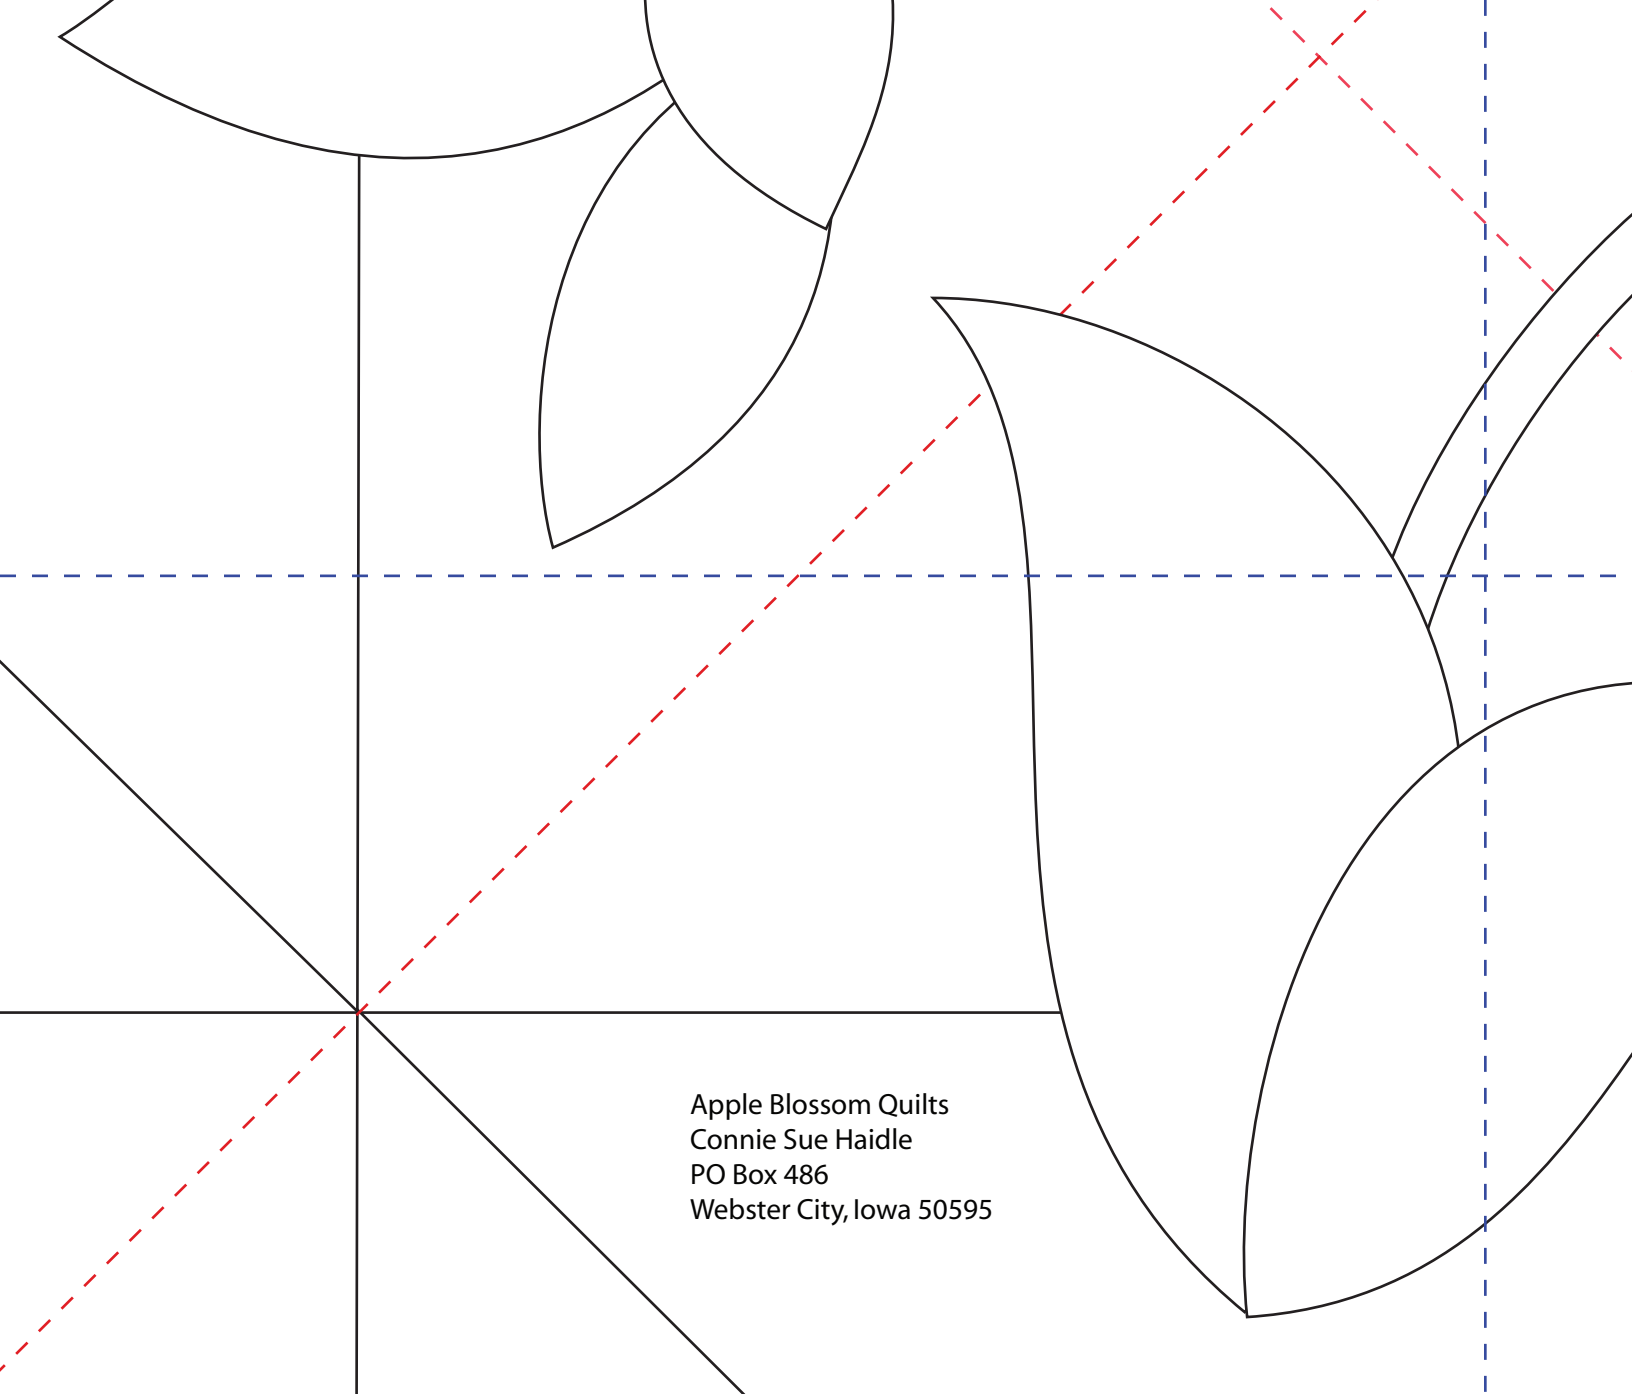 Apple Blossom Quilts
Connie Sue Haidle
PO Box 486
Webster City, Iowa 50595